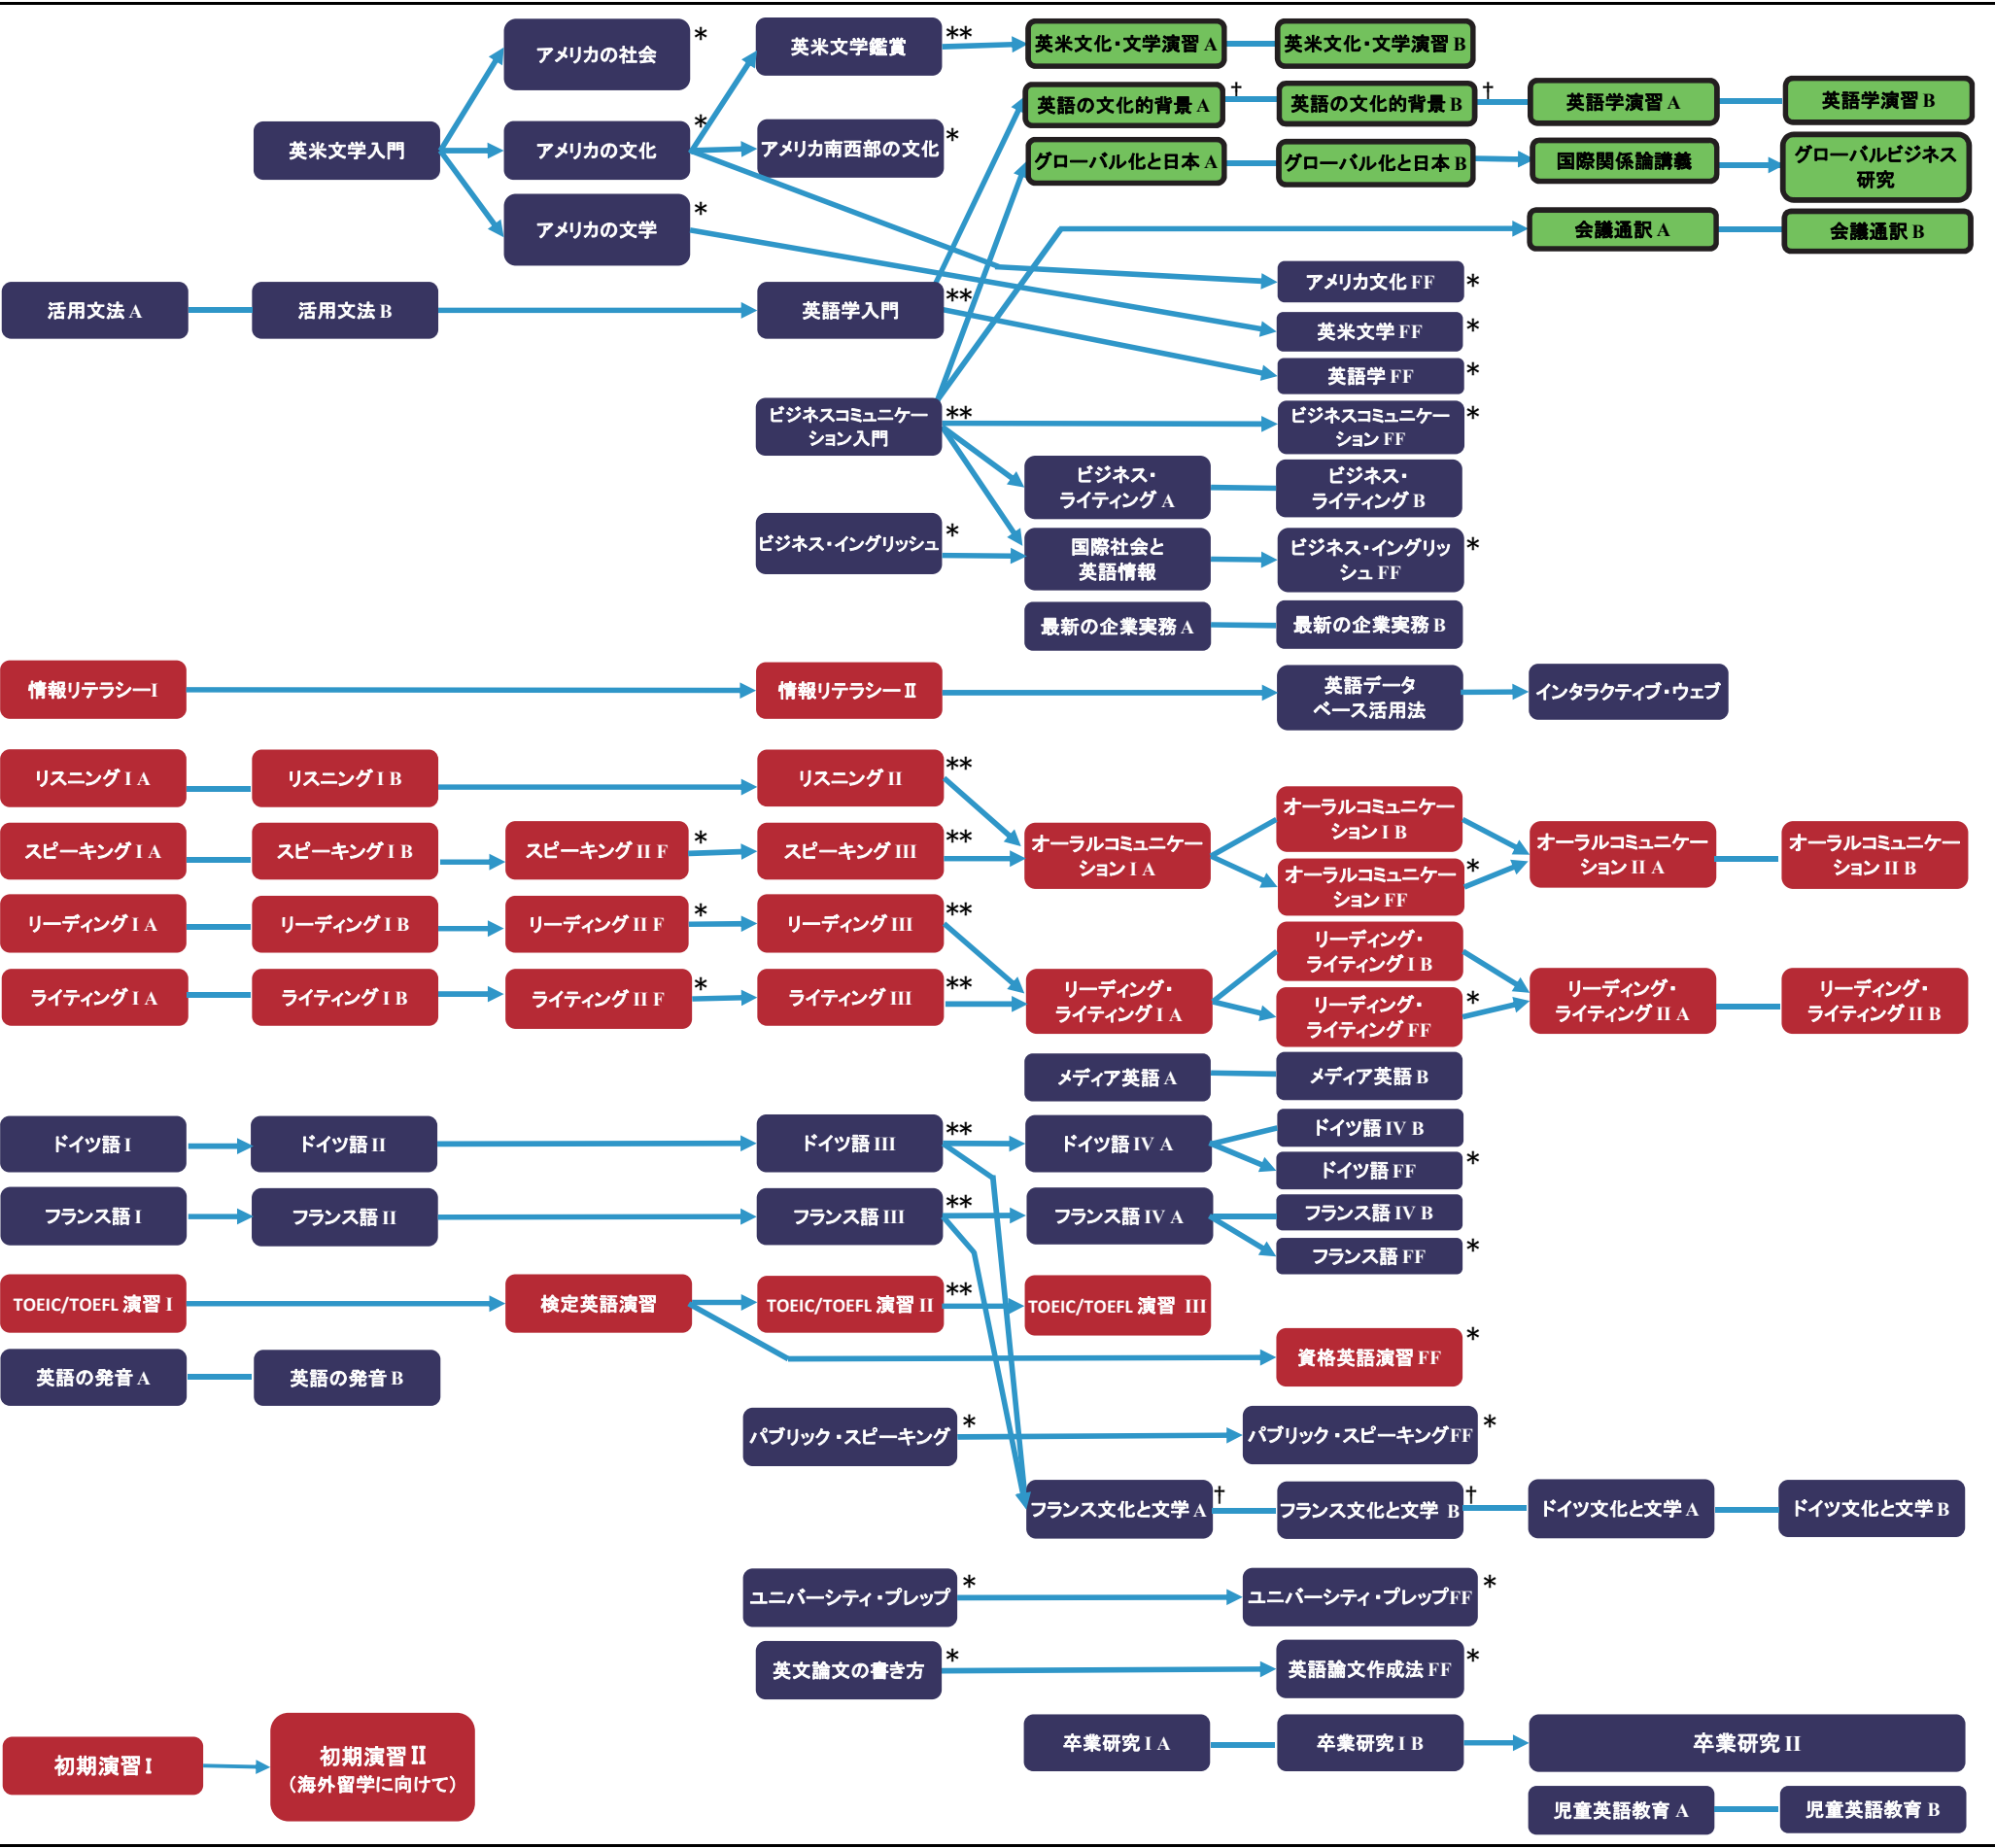 アメリカの社会
*
英米文学鑑賞
**
英米文化・文学演習 A
英米文化・文学演習 B
英語の文化的背景 A
†
英語の文化的背景 B
†
英語学演習 A
英語学演習 B
英米文学入門
アメリカの文化
*
アメリカ南西部の文化
*
グローバル化と日本 A
グローバル化と日本 B
国際関係論講義
グローバルビジネス
研究
アメリカの文学
*
会議通訳 A
会議通訳 B
アメリカ文化 FF
*
活用文法 A
活用文法 B
英語学入門
**
英米文学 FF
*
英語学 FF
*
ビジネスコミュニケー
ション入門
**
ビジネスコミュニケー
ション FF
*
ビジネス・
ライティング A
ビジネス・
ライティング B
ビジネス・イングリッシュ
*
国際社会と
英語情報
ビジネス・イングリッ
シュ FF
*
最新の企業実務 A
最新の企業実務 B
情報リテラシーI
情報リテラシーⅡ
英語データ
ベース活用法
インタラクティブ・ウェブ
リスニング I A
リスニング I B
リスニング II
**
スピーキング I A
スピーキング I B
スピーキング II F
*
スピーキング III
**
オーラルコミュニケー
ション I A
オーラルコミュニケー
ション I B
オーラルコミュニケー
ション FF
*
オーラルコミュニケー
ション II A
オーラルコミュニケー
ション II B
リーディング I A
リーディング I B
リーディング II F
*
リーディング III
**
ライティング I A
ライティング I B
ライティング II F
*
ライティング III
**
リーディング・
ライティング I A
リーディング・
ライティング I B
リーディング・
ライティング FF
*
リーディング・
ライティング II A
リーディング・
ライティング II B
メディア英語 A
メディア英語 B
ドイツ語 I
ドイツ語 II
ドイツ語 III
**
ドイツ語 IV A
ドイツ語 IV B
ドイツ語 FF
*
フランス語 I
フランス語 II
フランス語 III
**
フランス語 IV A
フランス語 IV B
フランス語 FF
*
TOEIC/TOEFL 演習 I
検定英語演習
TOEIC/TOEFL 演習 II
**
TOEIC/TOEFL 演習 III
資格英語演習 FF
*
英語の発音 A
英語の発音 B
パブリック・スピーキング
*
パブリック・スピーキングFF
*
フランス文化と文学 A
†
フランス文化と文学 B
†
ドイツ文化と文学 A
ドイツ文化と文学 B
ユニバーシティ・プレップ
*
ユニバーシティ・プレップFF
*
英文論文の書き方
*
英語論文作成法 FF
*
初期演習 I
初期演習 Ⅱ
（海外留学に向けて）
卒業研究 I A
卒業研究 I B
卒業研究 II
児童英語教育 A
児童英語教育 B